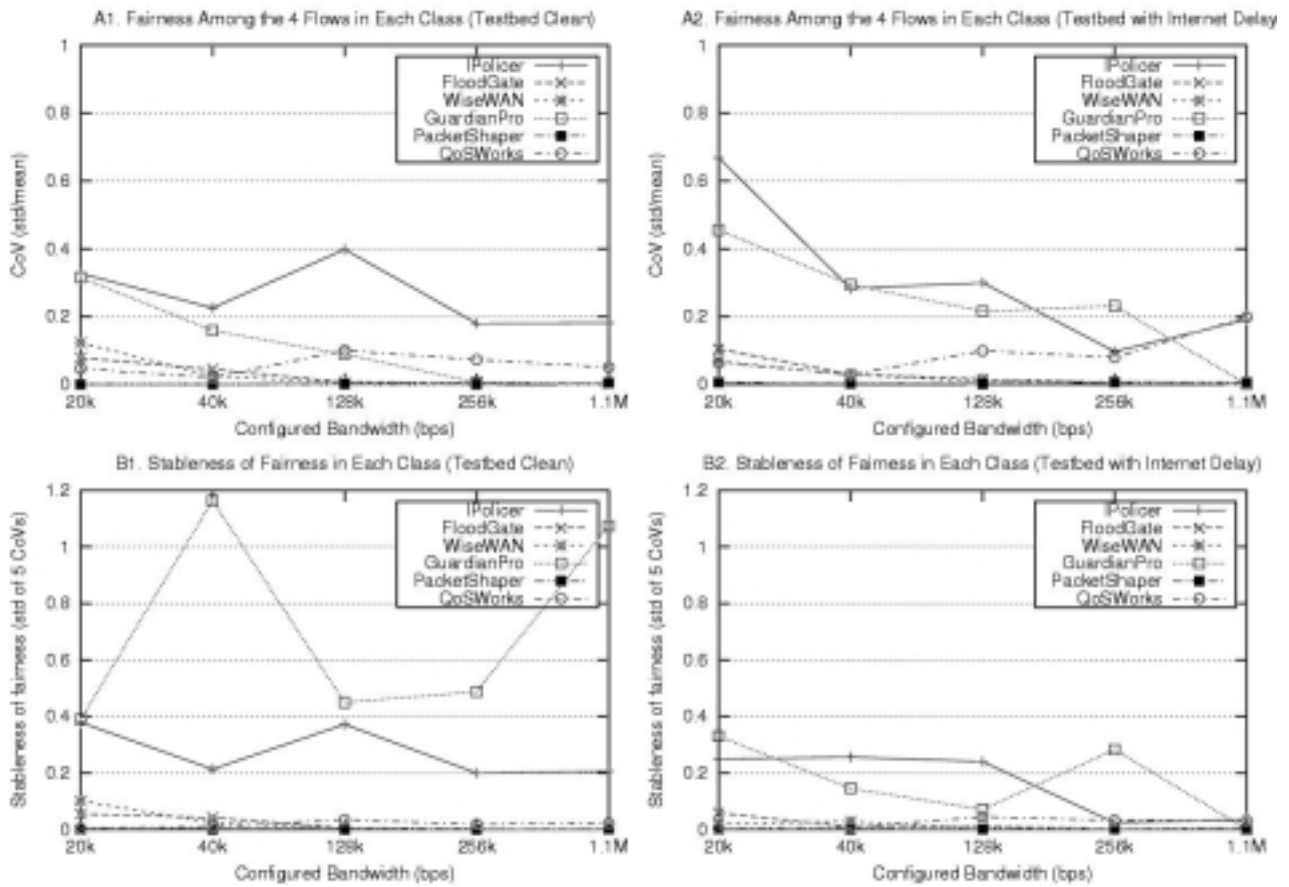 A1. Fairness Among the 4 Flows in Each Class (Testbed Clean)
1
0.8
0.6
0.4
0.2
0
CoV (std/mean)
IPolicer
FloodGate
WiseWAN
GuardianPro
PacketShaper
QoSWorks
20k 40k 128k 256k 1.1M
Configured Bandwidth (bps)
A2. Fairness Among the 4 Flows in Each Class (Testbed with Internet Delay
1
0.8
0.6
0.4
0.2
0
CoV (std/mean)
IPolicer
FloodGate
WiseWAN
GuardianPro
PacketShaper
QoSWorks
20k 40k 128k 256k 1.1M
Configured Bandwidth (bps)
B1. Stableness of Fairness in Each Class (Testbed Clean)
1.2
1
0.8
0.6
0.4
0.2
0
Stableness of fairness (std of 5 CoVs)
IPolicer
FloodGate
WiseWAN
GuardianPro
PacketShaper
QoSWorks
20k 40k 128k 256k 1.1M
Configured Bandwidth (bps)
B2. Stableness of Fairness in Each Class (Testbed with Internet Delay)
1.2
1
0.8
0.6
0.4
0.2
0
Stableness of fairness (std of 5 CoVs)
IPolicer
FloodGate
WiseWAN
GuardianPro
PacketShaper
QoSWorks
20k 40k 128k 256k 1.1M
Configured Bandwidth (bps)